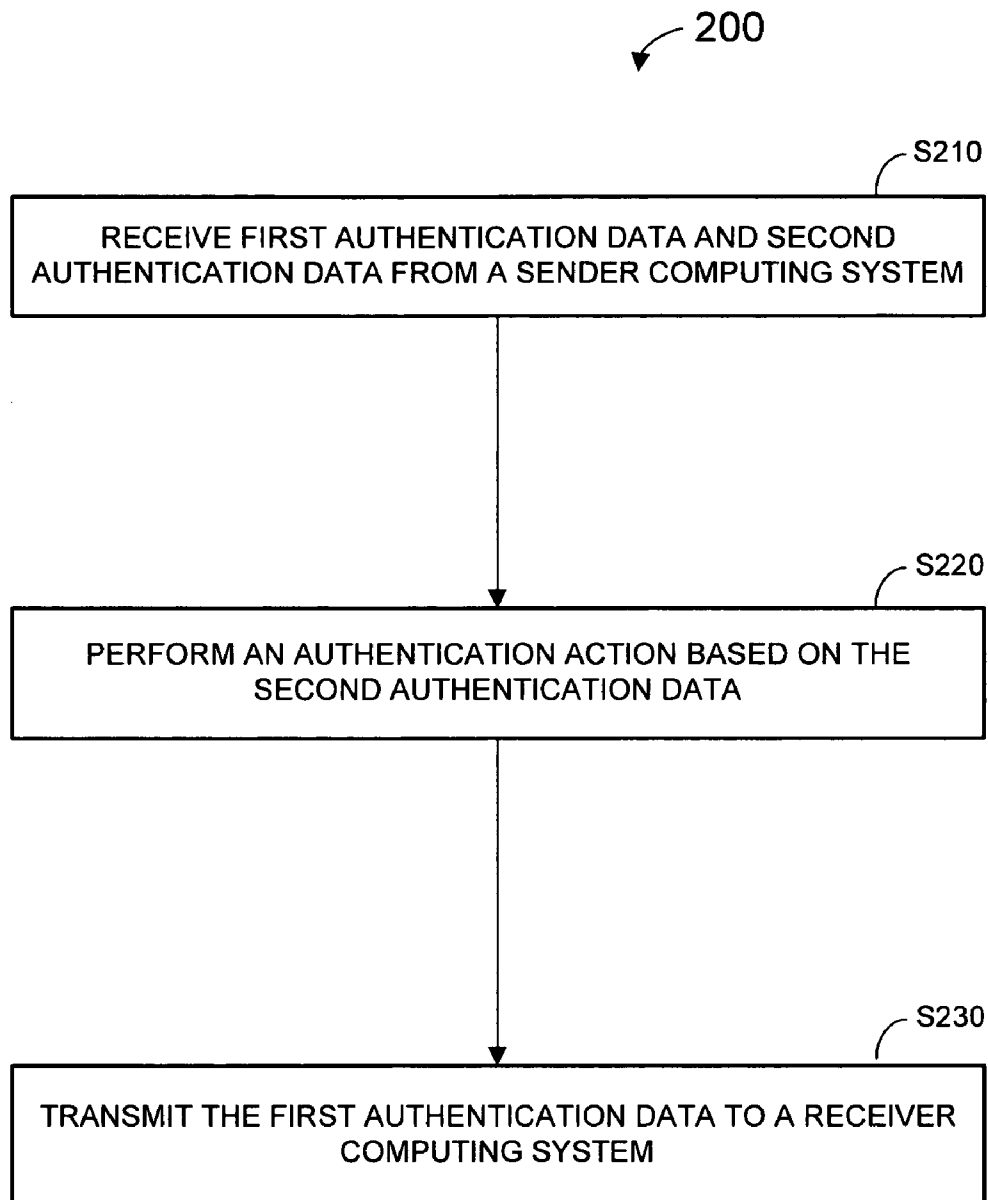 200
S210
RECEIVE FIRST AUTHENTICATION DATA AND SECOND
AUTHENTICATION DATA FROM A SENDER COMPUTING SYSTEM
S220
PERFORM AN AUTHENTICATION ACTION BASED ON THE
SECOND AUTHENTICATION DATA
S230
TRANSMIT THE FIRST AUTHENTICATION DATA TO A RECEIVER
COMPUTING SYSTEM